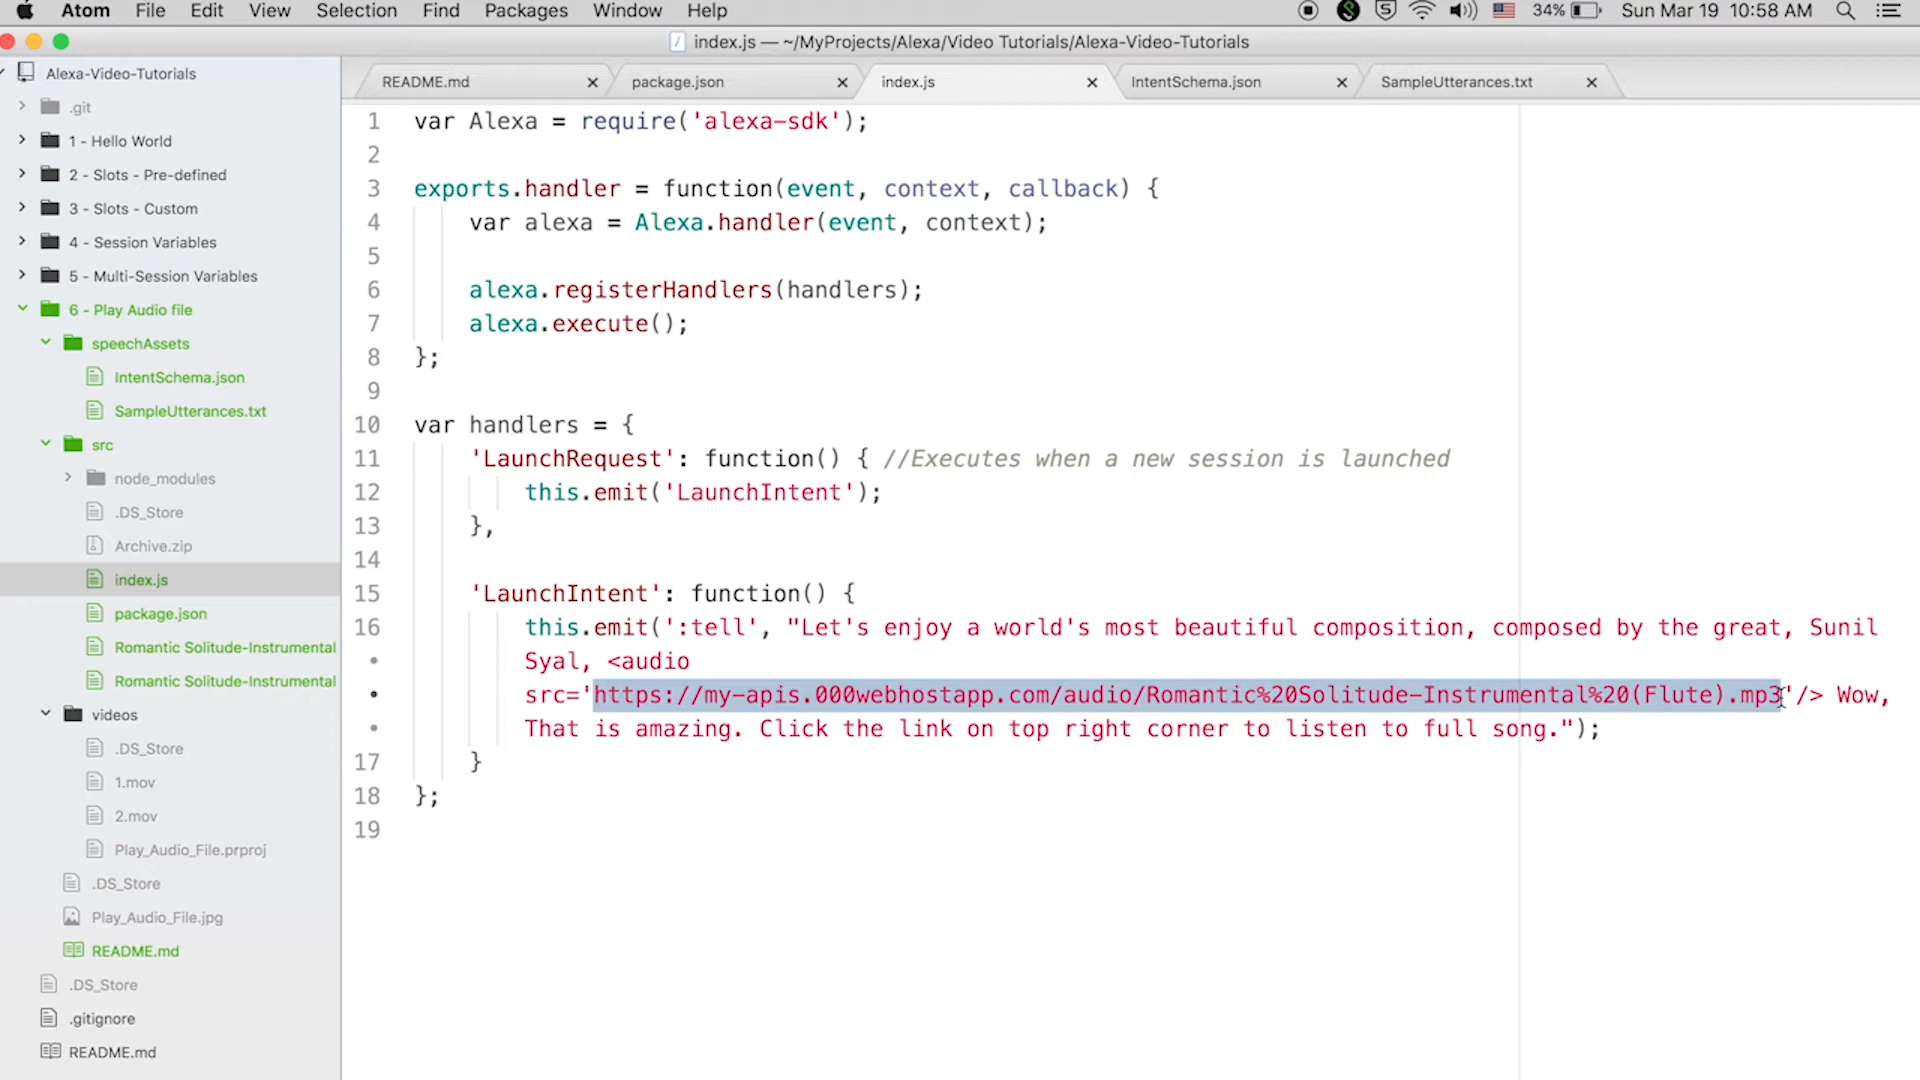 Atom File Edit View Selection Find Packages Window Help 34% Sun Mar 19 10:58 AM
index.js — ~/MyProjects/Alexa/Video Tutorials/Alexa-Video-Tutorials
Alexa-Video-Tutorials
.git
1 - Hello World
2 - Slots - Pre-defined
3 - Slots - Custom
4 - Session Variables
5 - Multi-Session Variables
6 - Play Audio file
speechAssets
IntentSchema.json
SampleUtterances.txt
src
node_modules
.DS_Store
Archive.zip
index.js
package.json
Romantic Solitude-Instrumental
Romantic Solitude-Instrumental
videos
.DS_Store
1.mov
2.mov
Play_Audio_File.prproj
.DS_Store
Play_Audio_File.jpg
README.md
.DS_Store
.gitignore
README.md
README.md package.json index.js IntentSchema.json SampleUtterances.txt
1 var Alexa = require('alexa-sdk');
2
3 exports.handler = function(event, context, callback) {
4 var alexa = Alexa.handler(event, context);
5
6 alexa.registerHandlers(handlers);
7 alexa.execute();
8 };
9
10 var handlers = {
11 'LaunchRequest': function() { //Executes when a new session is launched
12 this.emit('LaunchIntent');
13 },
14
15 'LaunchIntent': function() {
16 this.emit(':tell', "Let's enjoy a world's most beautiful composition, composed by the great, Sunil
Syal, <audio
src='https://my-apis.000webhostapp.com/audio/Romantic%20Solitude-Instrumental%20(Flute).mp3'/> Wow,
That is amazing. Click the link on top right corner to listen to full song.");
17 }
18 };
19